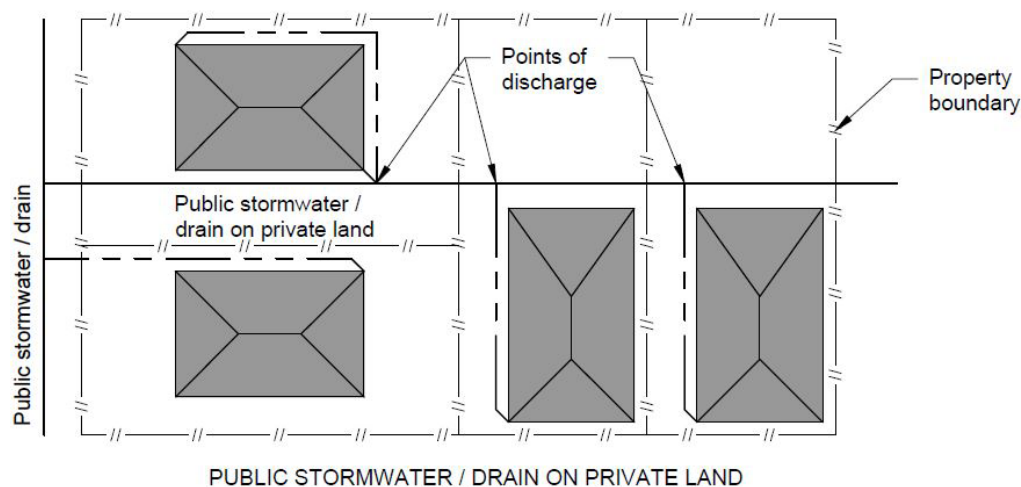 Points of
discharge
Property
boundary
Public stormwater /
drain on private land
Public stormwater / drain
PUBLIC STORMWATER / DRAIN ON PRIVATE LAND